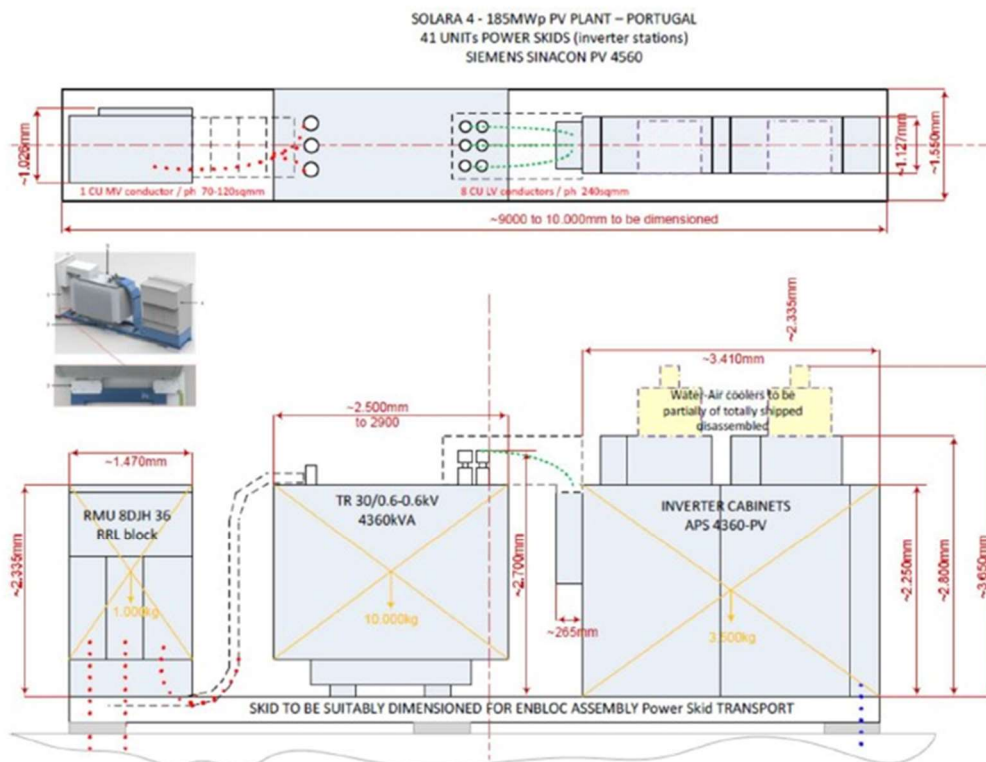 SOLARA 4 - 185MWp PV PLANT – PORTUGAL
41 UNITs POWER SKIDS (inverter stations)
SIEMENS SINACON PV 4560
~1.026mm
1 CU MV conductor / ph 70-120sqmm
8 CU LV conductors / ph 240sqmm
~1.127mm
~1.550mm
~9000 to 10.000mm to be dimensioned
~2.335mm
~3.410mm
Water-Air coolers to be
partially of totally shipped
disassembled
~2.500mm
to 2900
~1.470mm
RMU 8DJH 36
RRL block
TR 30/0.6-0.6kV
4360kVA
INVERTER CABINETS
APS 4360-PV
~2.335mm
1.000kg
10.000kg
~2.700mm
~265mm
3.500kg
~2.250mm
~2.800mm
~3.650mm
SKID TO BE SUITABLY DIMENSIONED FOR ENBLOC ASSEMBLY Power Skid TRANSPORT